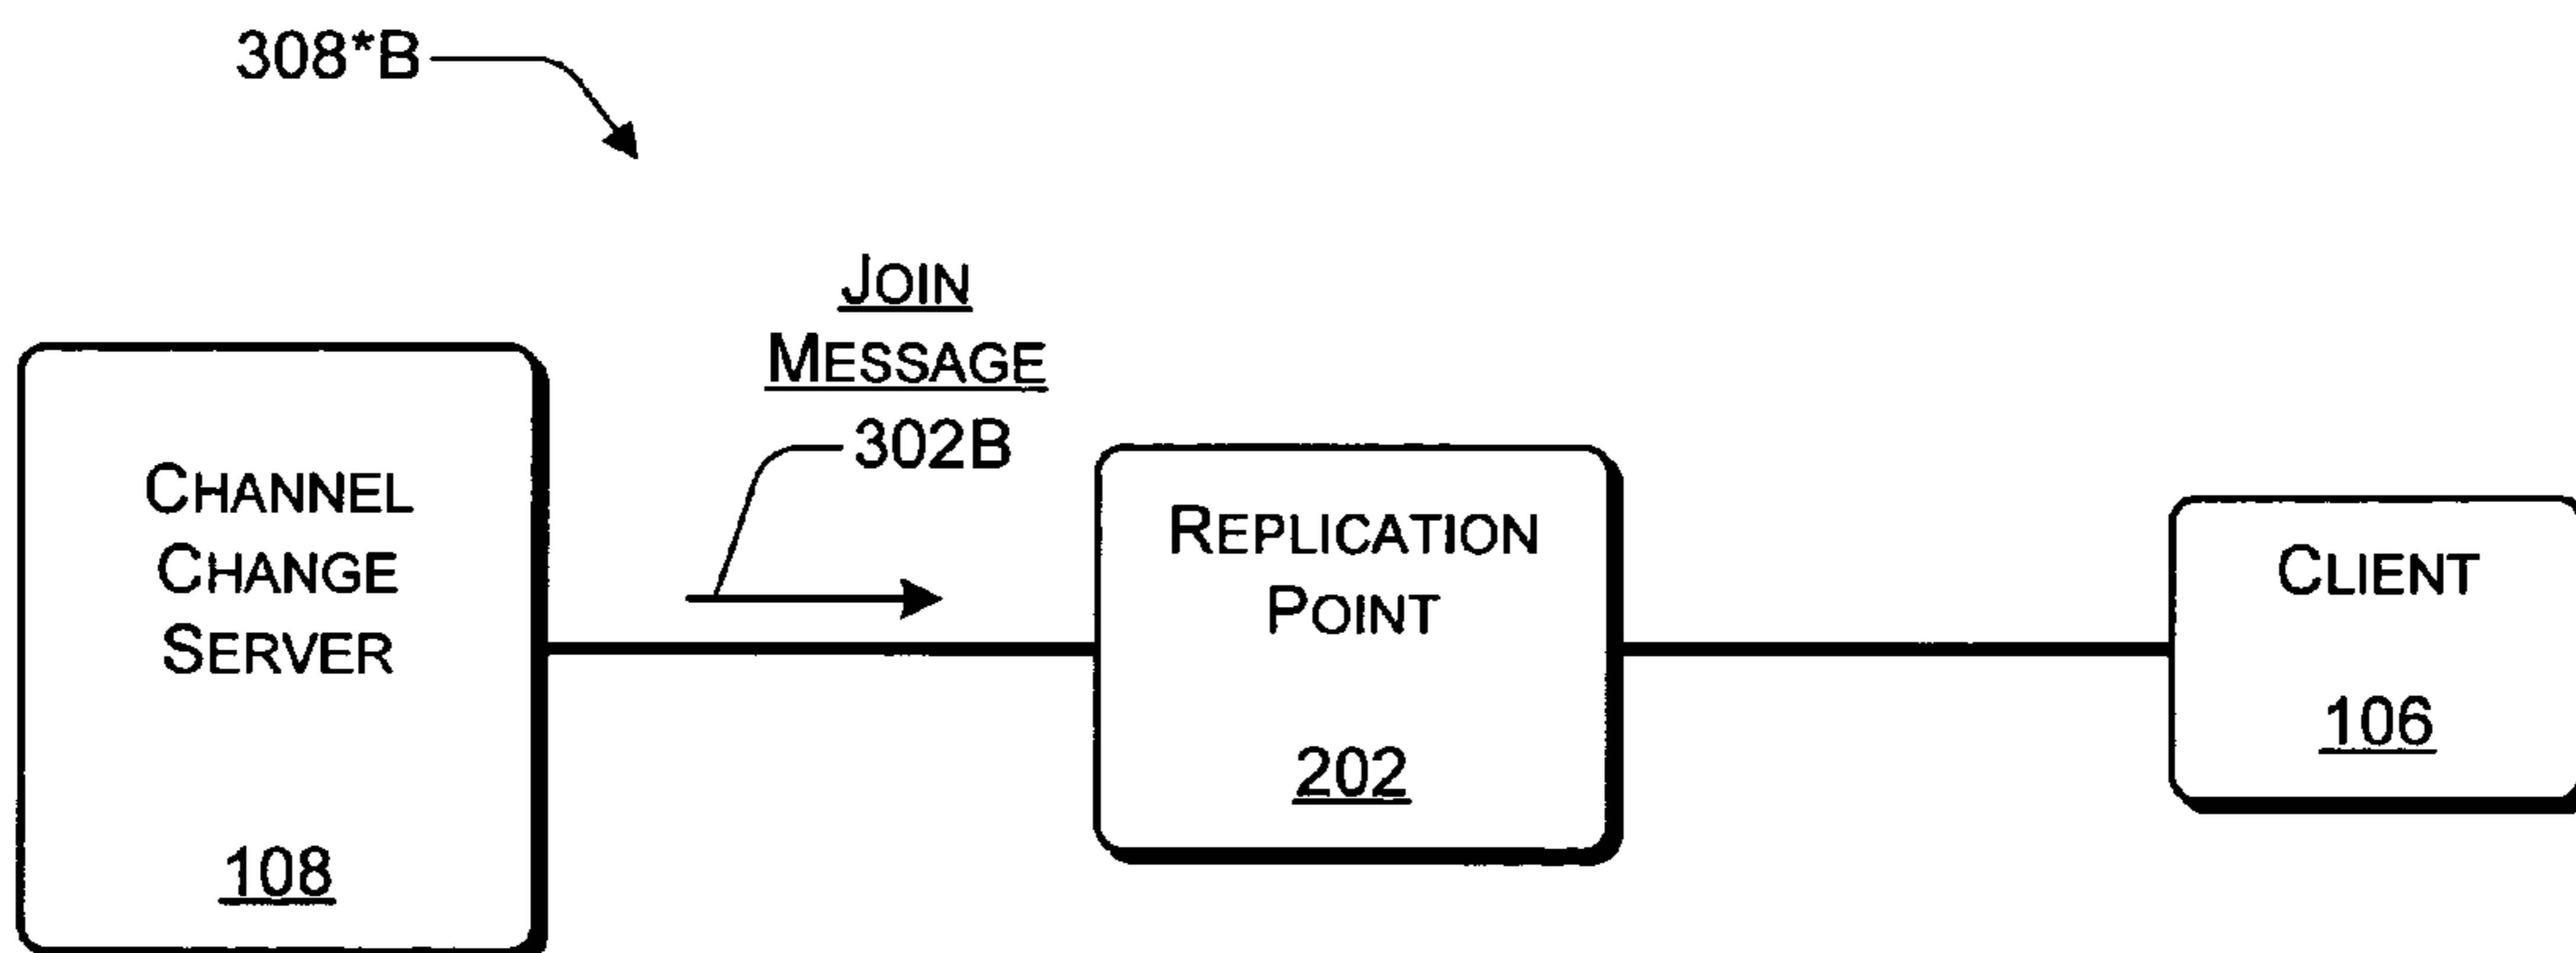 308*B
JOIN
MESSAGE
302B
CHANNEL
CHANGE
SERVER
108
REPLICATION
POINT
202
CLIENT
106